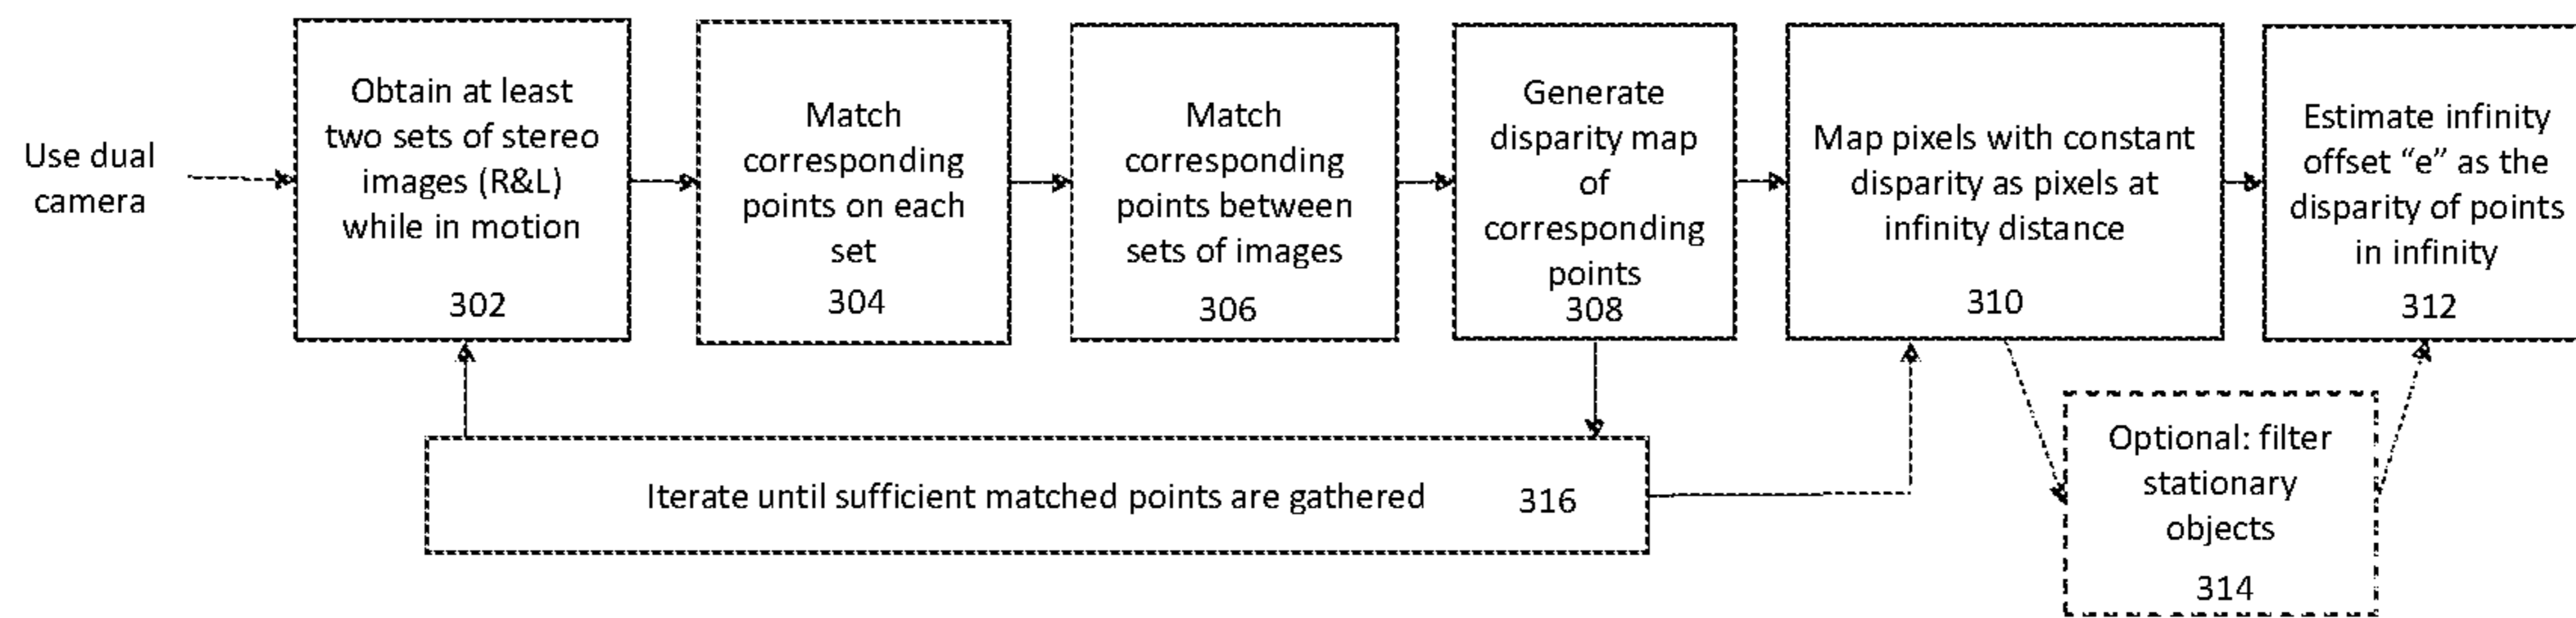 Use dual
camera
Obtain at least
two sets of stereo
images (R&L)
while in motion
302
Match
corresponding
points on each
set
304
Match
corresponding
points between
sets of images
306
Generate
disparity map
of
corresponding
points
308
Map pixels with constant
disparity as pixels at
infinity distance
310
Estimate infinity
offset “e” as the
disparity of points
in infinity
312
Iterate until sufficient matched points are gathered 316
Optional: filter
stationary
objects
314